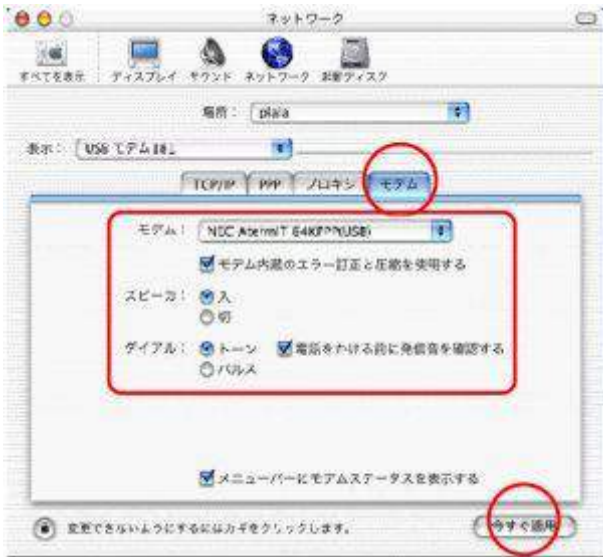 ネットワーク
すべてを表示 ディスプレイ サウンド ネットワーク 起動ディスク
場所： plala
表示： USB モデム
TCP/IP PPP プロキシ モデム
モデム： NEC AtermIT 64KPPP(USB)
モデム内蔵のエラー訂正と圧縮を使用する
スピーカ： 入
切
ダイアル： トーン 電話をかける前に発信音を確認する
パルス
メニューバーにモデムステータスを表示する
変更できないようにするにはカギをクリックします。
今すぐ適用